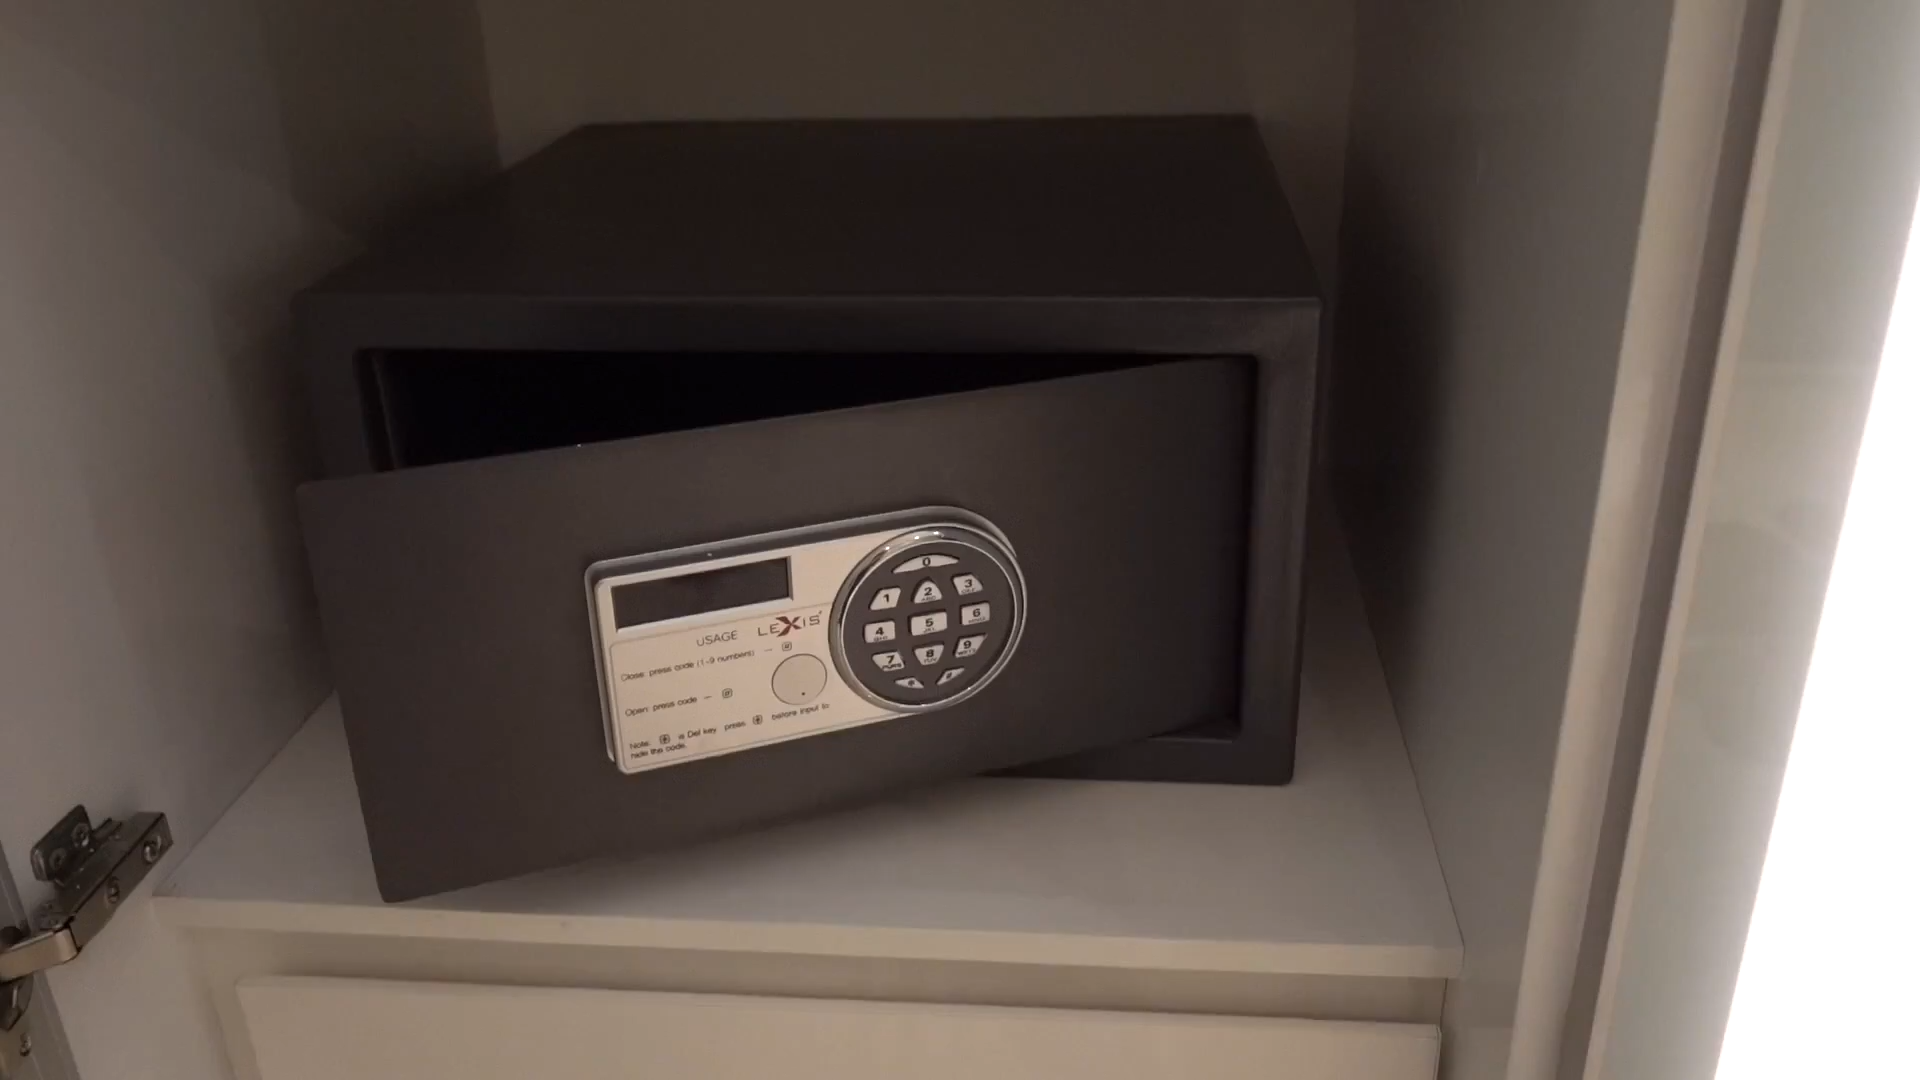 USAGE LEXIS
Close: press code (1-9 numbers) — #
Open: press code — #
Note: * is Del key press * before input to
hide the code.
0
1 2 3
4 5 6
7 8 9
* #